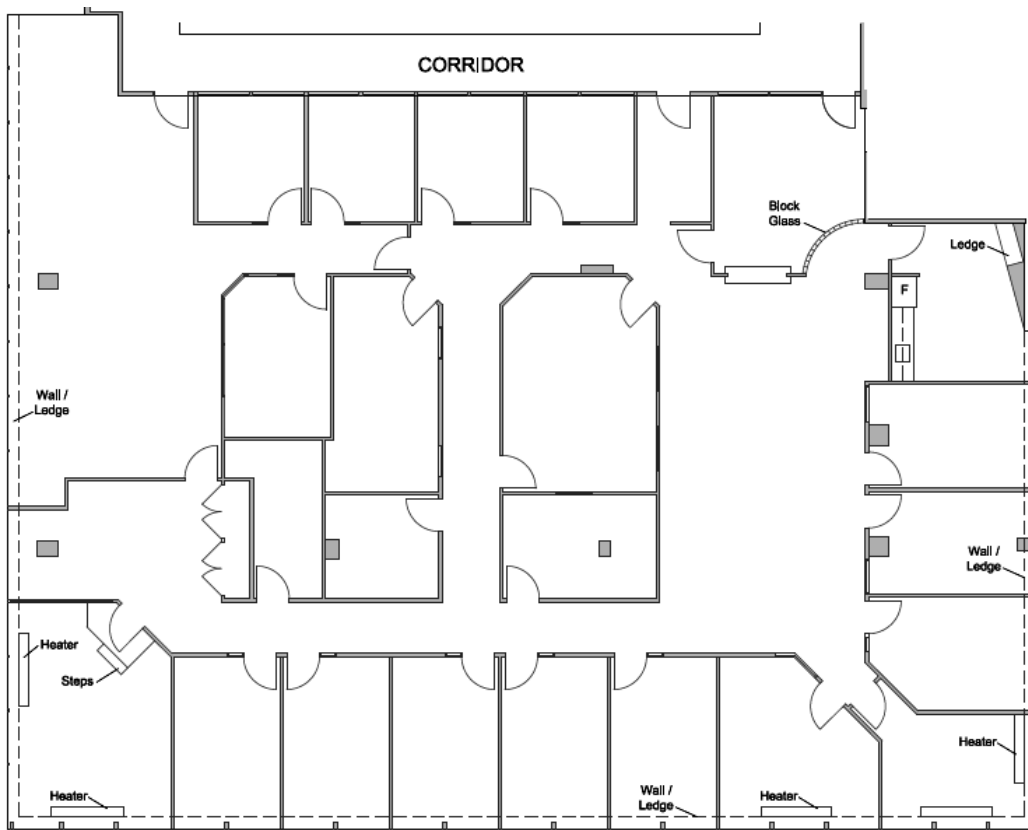 CORRIDOR
Block
Glass
Ledge
F
Wall /
Ledge
Wall /
Ledge
Heater
Steps
Heater
Wall /
Ledge
Heater
Heater